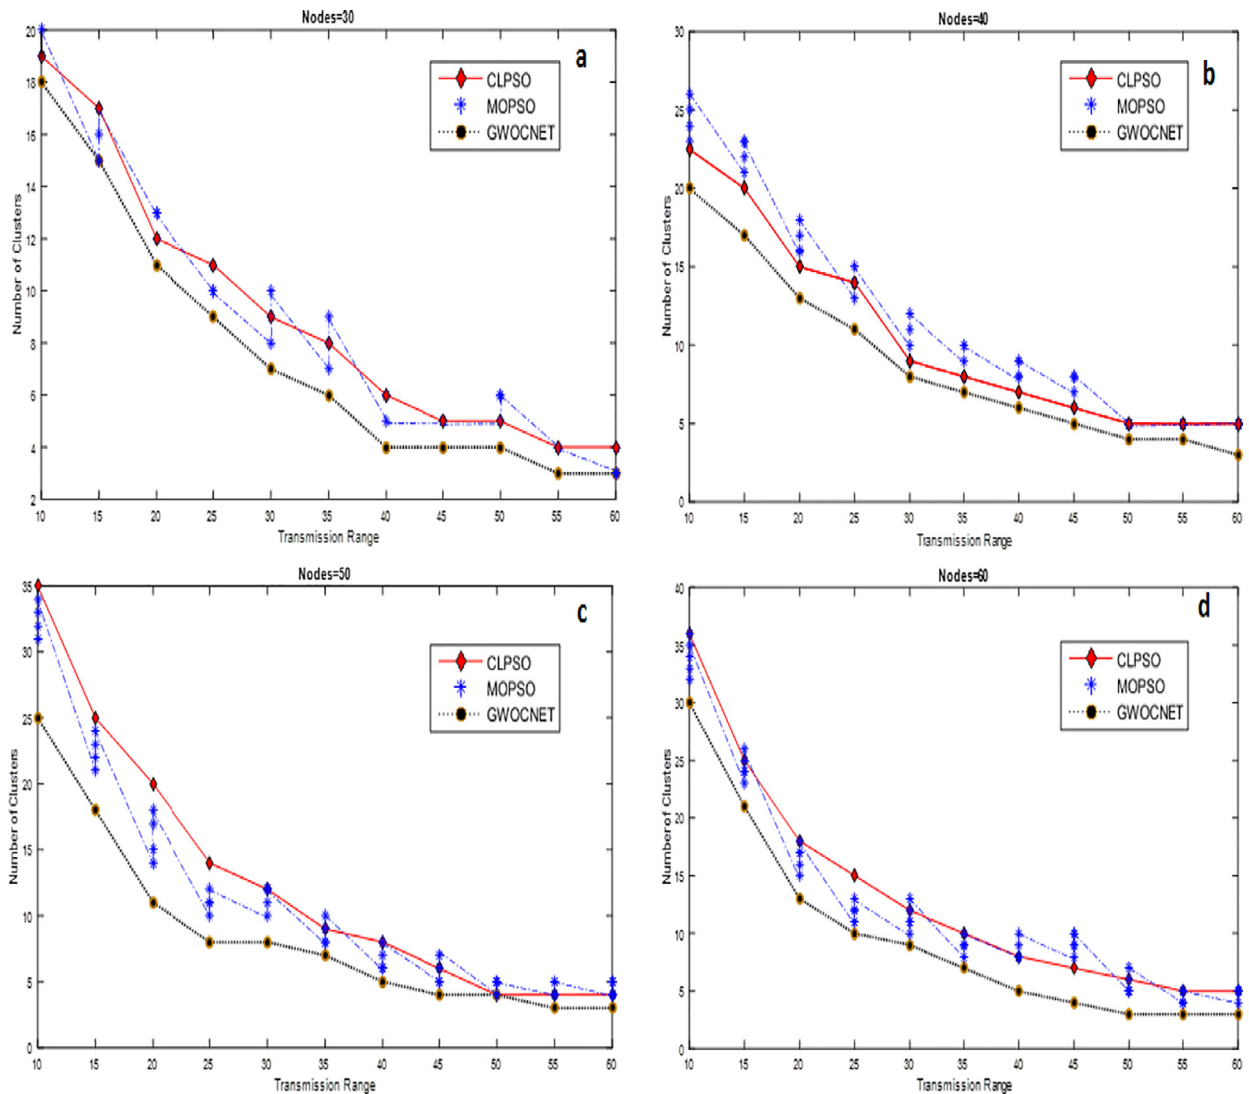 Nodes=30
a
20
18
16
14
12
10
8
6
4
2
Number of Clusters
CLPSO
MOPSO
GWOCNET
10 15 20 25 30 35 40 45 50 55 60
Transmission Range
Nodes=40
b
30
25
20
15
10
5
0
Number of Clusters
CLPSO
MOPSO
GWOCNET
10 15 20 25 30 35 40 45 50 55 60
Transmission Range
Nodes=50
c
35
30
25
20
15
10
5
0
Number of Clusters
CLPSO
MOPSO
GWOCNET
10 15 20 25 30 35 40 45 50 55 60
Transmission Range
Nodes=60
d
40
35
30
25
20
15
10
5
0
Numberof Clusters
CLPSO
MOPSO
GWOCNET
10 15 20 25 30 35 40 45 50 55 60
Transmission Range